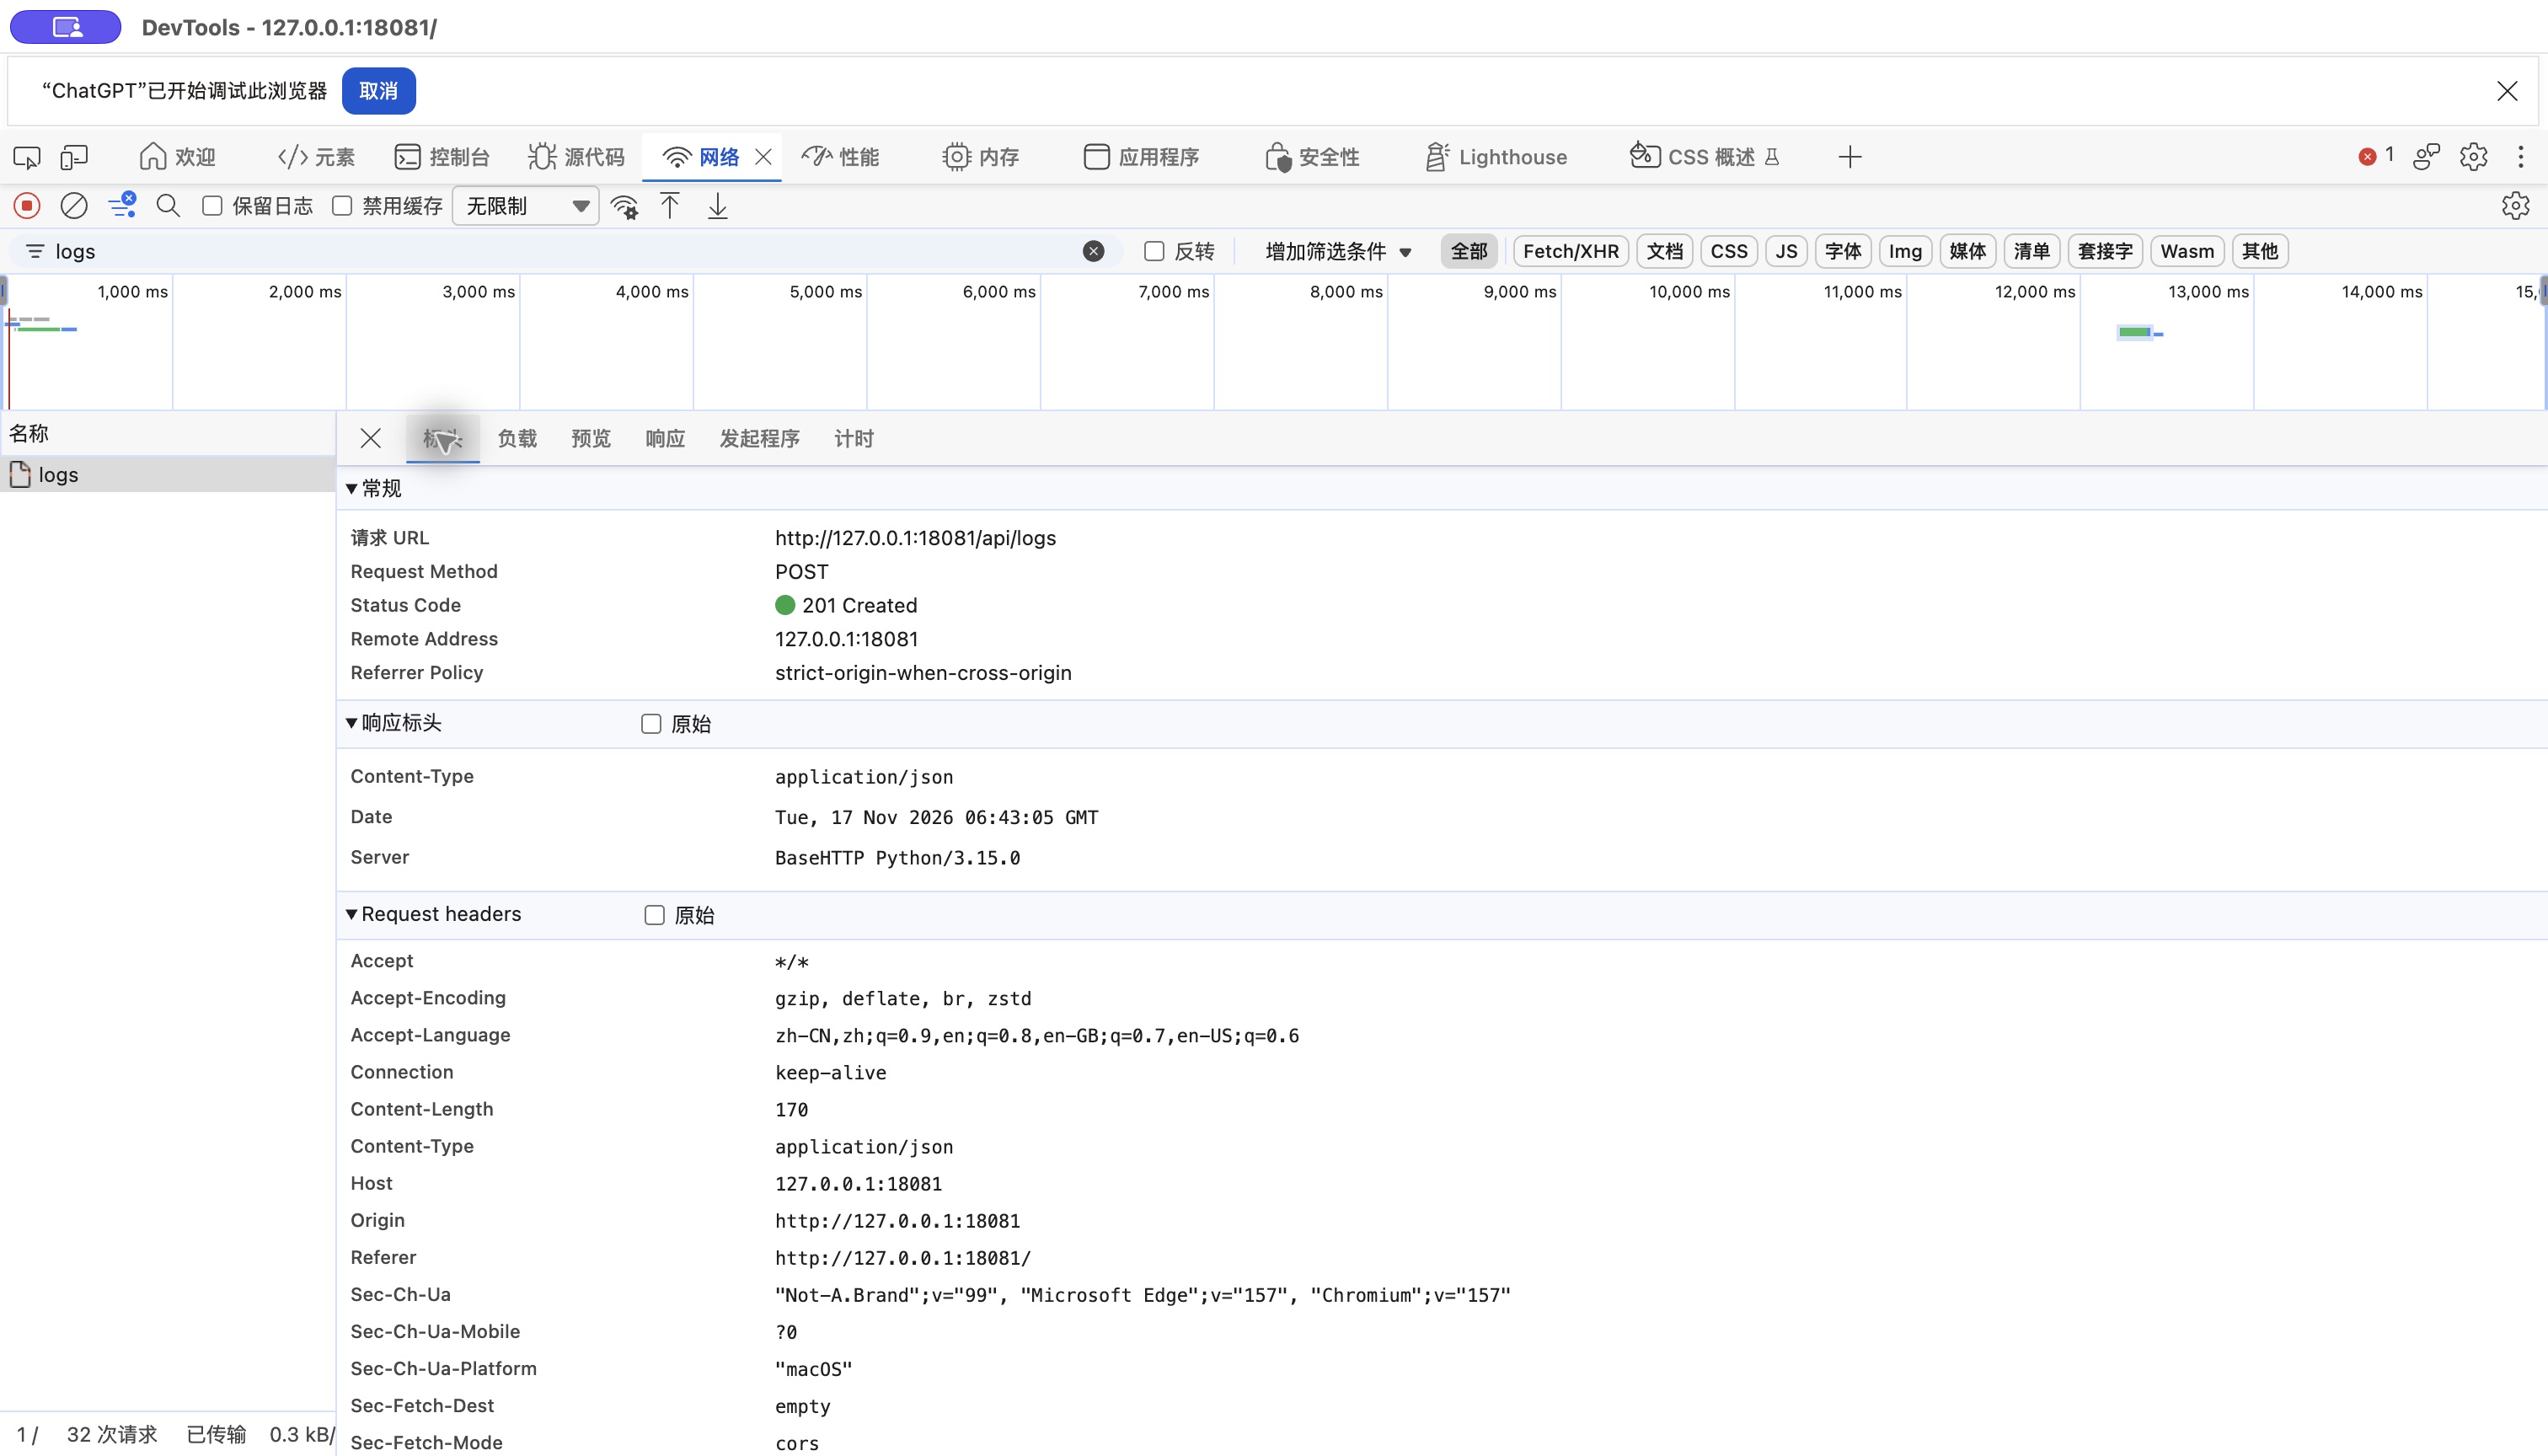 DevTools - 127.0.0.1:18081/
“ChatGPT”已开始调试此浏览器 取消
欢迎 元素 控制台 源代码 网络 性能 内存 应用程序 安全性 Lighthouse CSS 概述 1
保留日志 禁用缓存 无限制
logs 反转 增加筛选条件 全部 Fetch/XHR 文档 CSS JS 字体 Img 媒体 清单 套接字 Wasm 其他
1,000 ms 2,000 ms 3,000 ms 4,000 ms 5,000 ms 6,000 ms 7,000 ms 8,000 ms 9,000 ms 10,000 ms 11,000 ms 12,000 ms 13,000 ms 14,000 ms 15,
名称 负载 预览 响应 发起程序 计时
logs
常规
请求 URL http://127.0.0.1:18081/api/logs
Request Method POST
Status Code 201 Created
Remote Address 127.0.0.1:18081
Referrer Policy strict-origin-when-cross-origin
响应标头 原始
Content-Type application/json
Date Tue, 17 Nov 2026 06:43:05 GMT
Server BaseHTTP Python/3.15.0
Request headers 原始
Accept */*
Accept-Encoding gzip, deflate, br, zstd
Accept-Language zh-CN,zh;q=0.9,en;q=0.8,en-GB;q=0.7,en-US;q=0.6
Connection keep-alive
Content-Length 170
Content-Type application/json
Host 127.0.0.1:18081
Origin http://127.0.0.1:18081
Referer http://127.0.0.1:18081/
Sec-Ch-Ua "Not-A.Brand";v="99", "Microsoft Edge";v="157", "Chromium";v="157"
Sec-Ch-Ua-Mobile ?0
Sec-Ch-Ua-Platform "macOS"
Sec-Fetch-Dest empty
Sec-Fetch-Mode cors
1 / 32 次请求 已传输 0.3 kB/